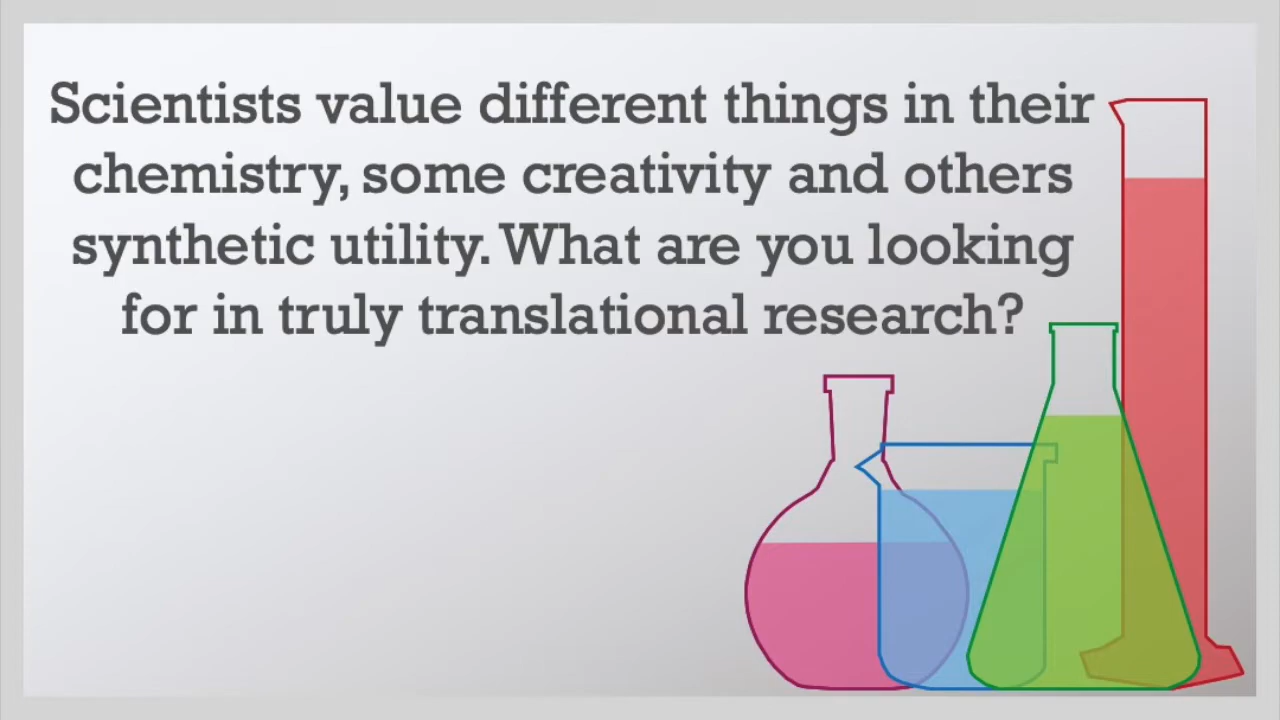 Scientists value different things in their
chemistry, some creativity and others
synthetic utility. What are you looking
for in truly translational research?